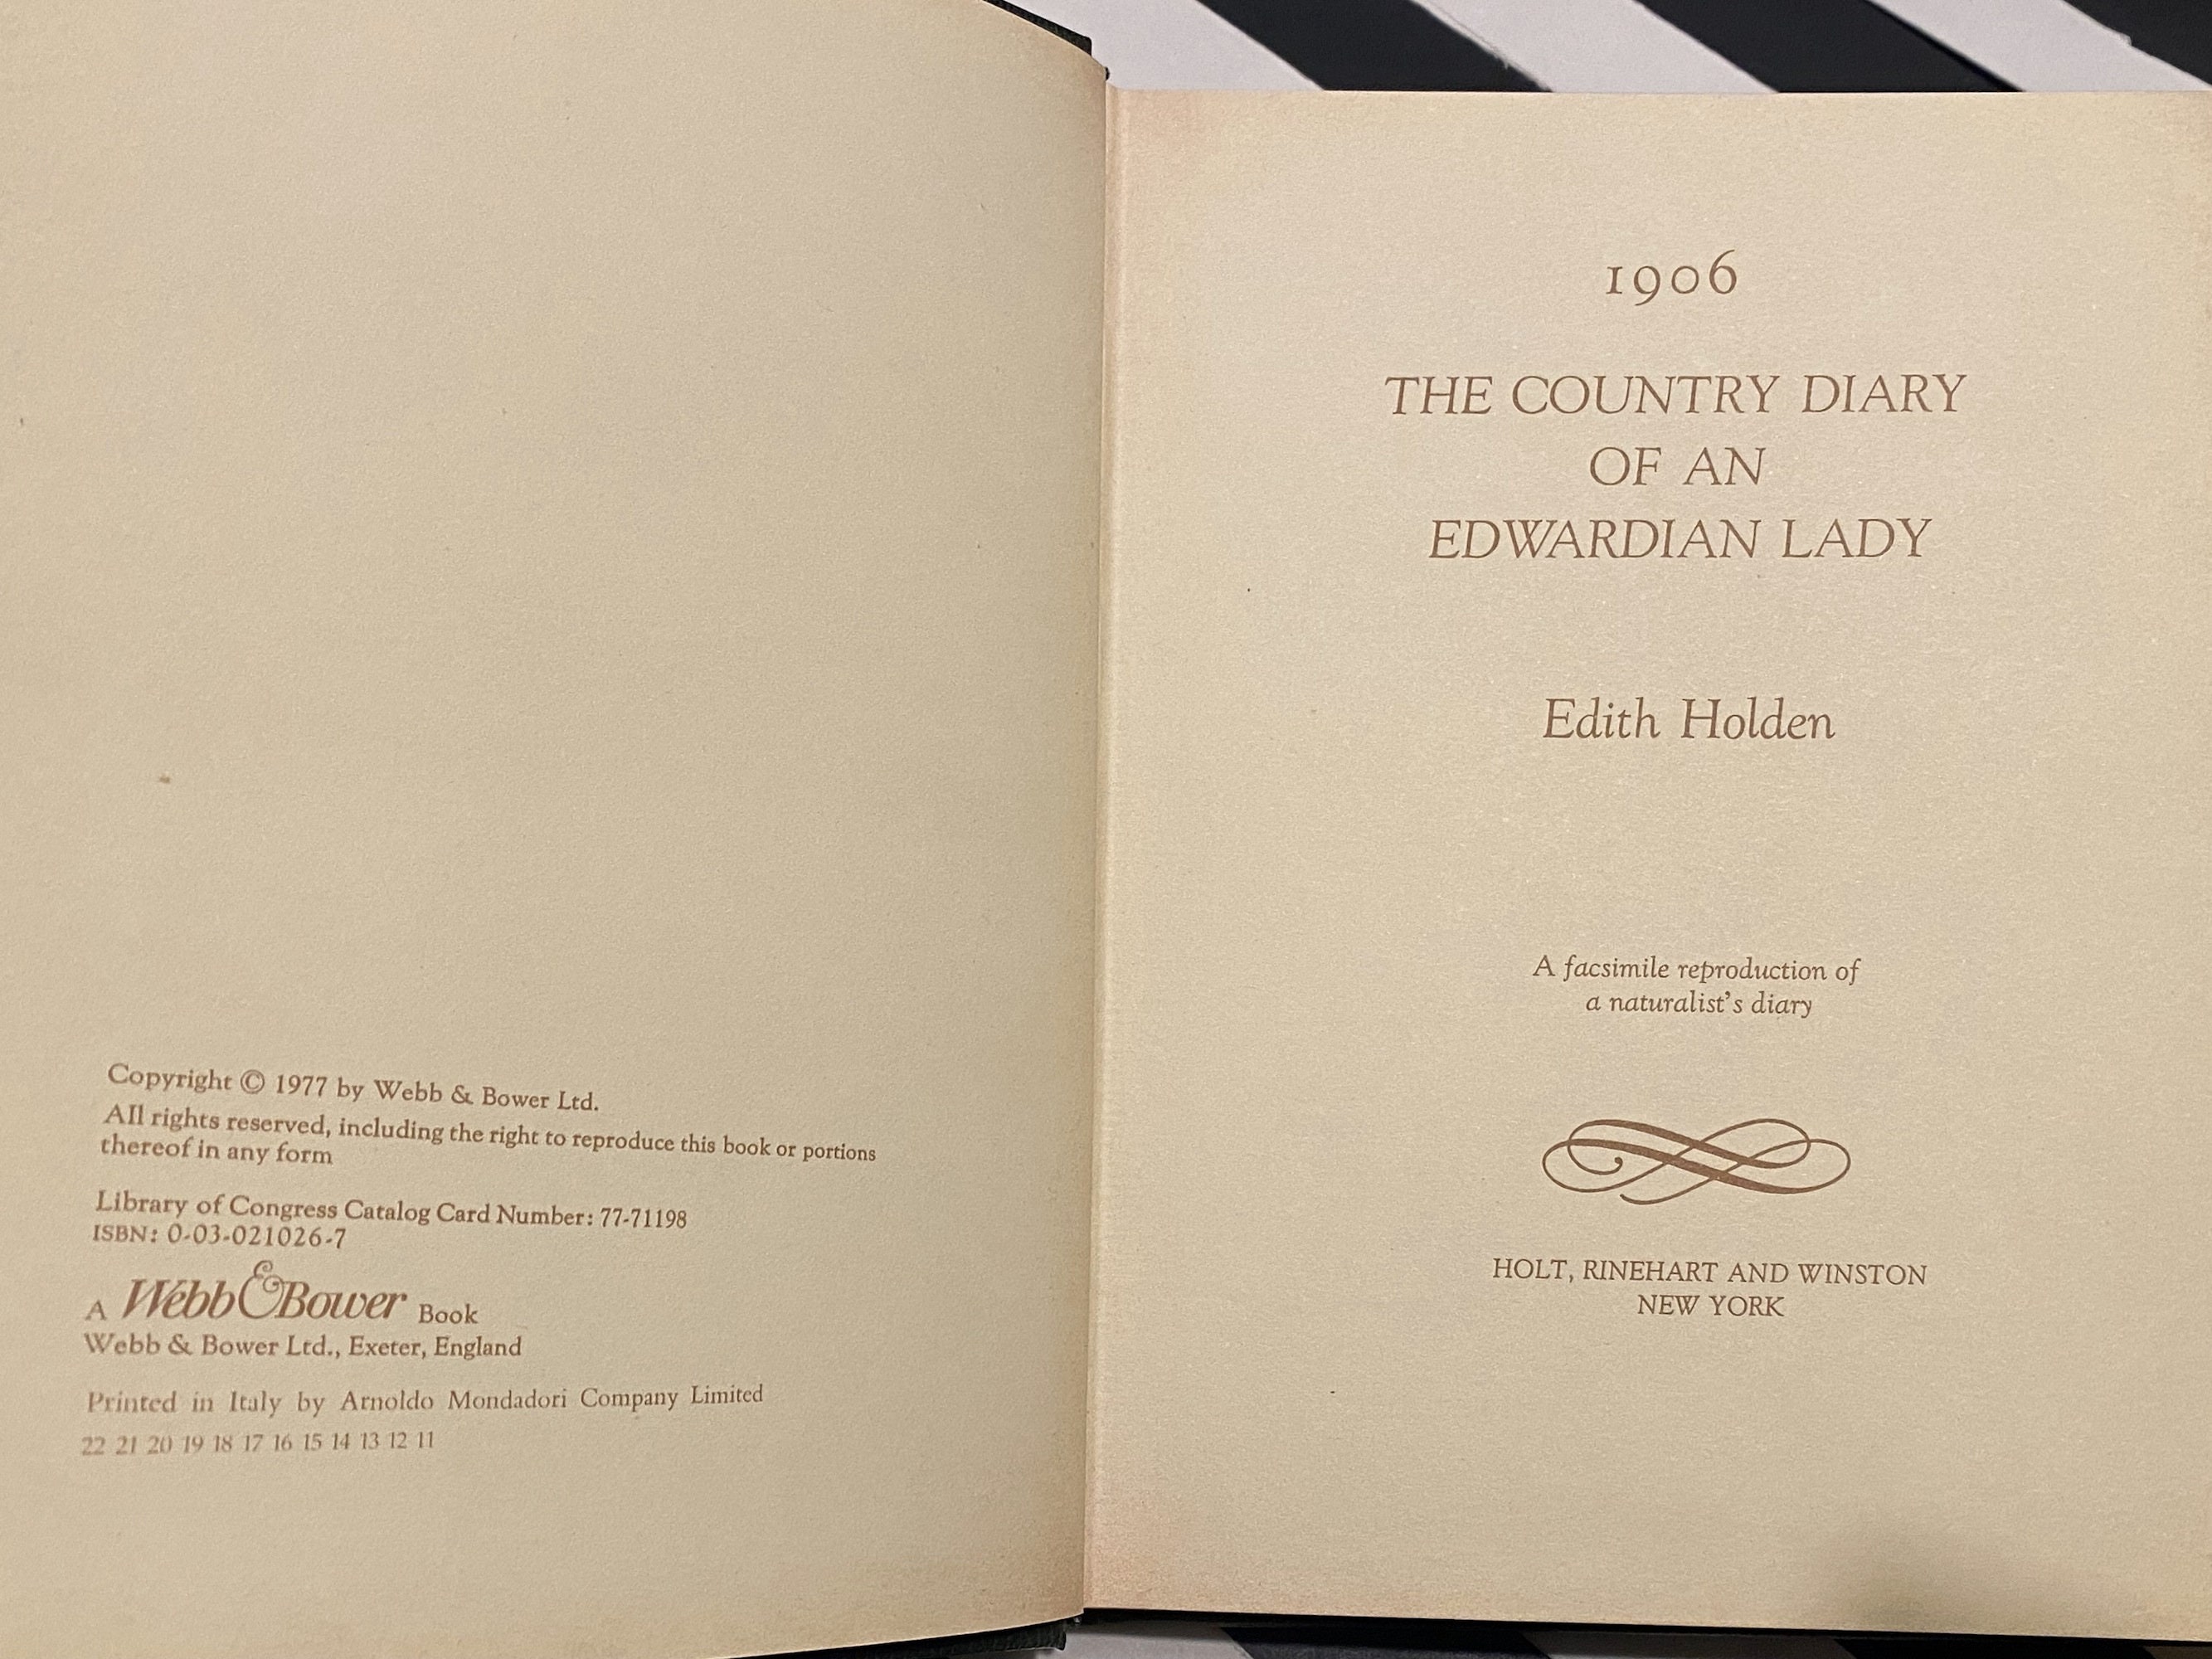 Copyright © 1977 by Webb & Bower Ltd.
All rights reserved, including the right to reproduce this book or portions
thereof in any form
Library of Congress Catalog Card Number: 77-71198
ISBN: 0-03-021026-7
A Webb & Bower Book
Webb & Bower Ltd., Exeter, England
Printed in Italy by Arnoldo Mondadori Company Limited
22 21 20 19 18 17 16 15 14 13 12 11
1906
THE COUNTRY DIARY
OF AN
EDWARDIAN LADY
Edith Holden
A facsimile reproduction of
a naturalist's diary
HOLT, RINEHART AND WINSTON
NEW YORK